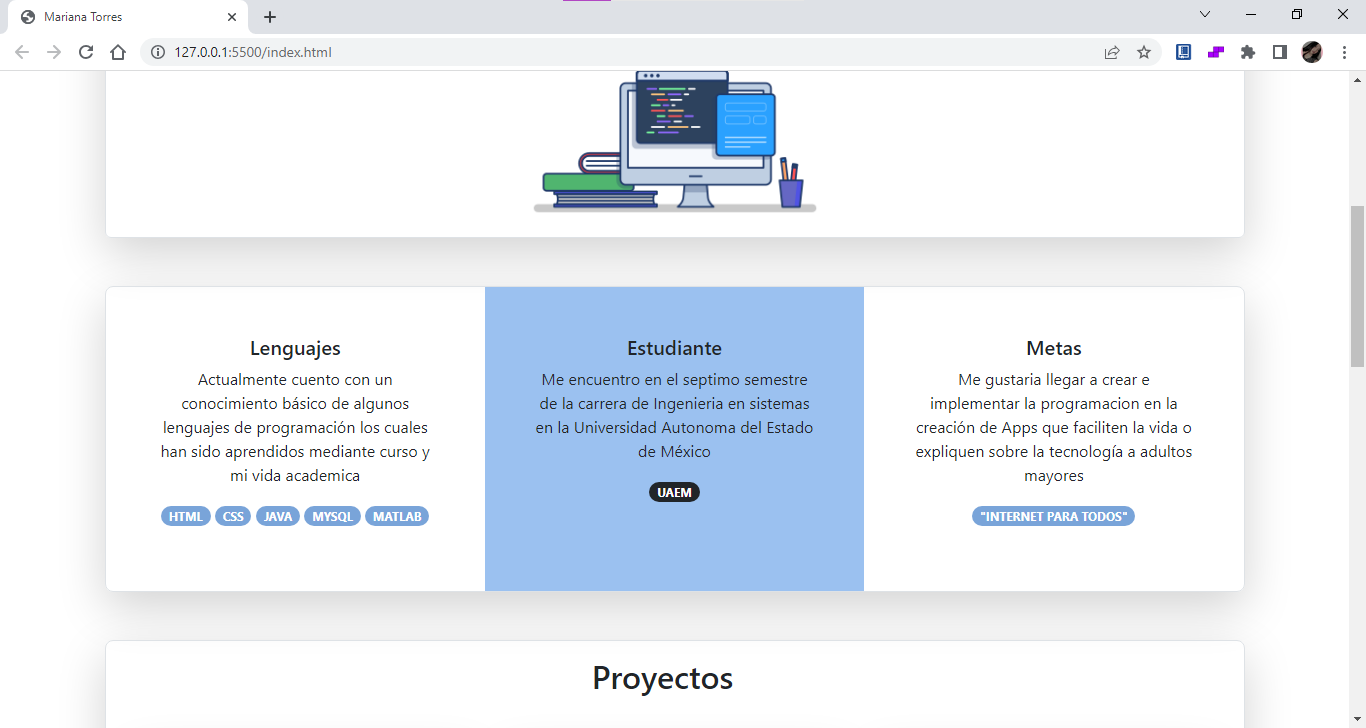 Mariana Torres
127.0.0.1:5500/index.html
Lenguajes
Actualmente cuento con un
conocimiento básico de algunos
lenguajes de programación los cuales
han sido aprendidos mediante curso y
mi vida academica
HTML CSS JAVA MYSQL MATLAB
Estudiante
Me encuentro en el septimo semestre
de la carrera de Ingenieria en sistemas
en la Universidad Autonoma del Estado
de México
UAEM
Metas
Me gustaria llegar a crear e
implementar la programacion en la
creación de Apps que faciliten la vida o
expliquen sobre la tecnología a adultos
mayores
"INTERNET PARA TODOS"
Proyectos